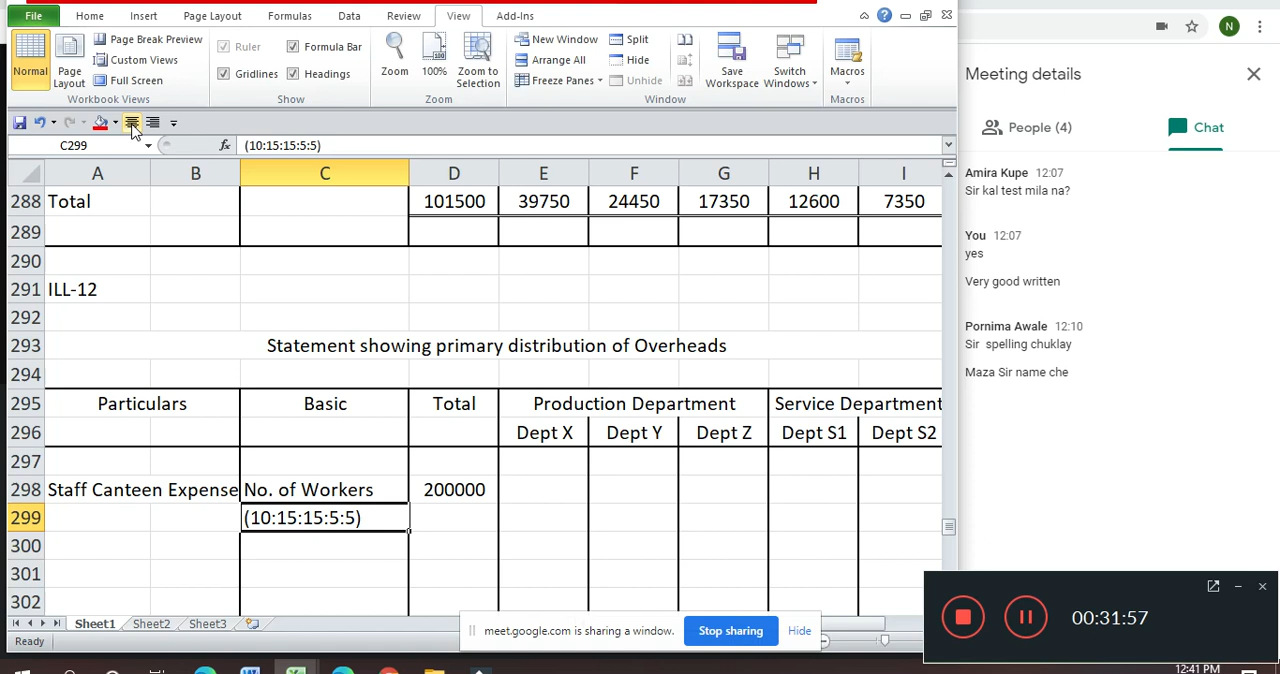 File Home Insert Page Layout Formulas Data Review View Add-Ins
Normal
Page Layout
Page Break Preview
Custom Views
Full Screen
Workbook Views
Ruler
Formula Bar
Gridlines
Headings
Show
Zoom
100%
Zoom to Selection
Zoom
New Window
Arrange All
Freeze Panes
Split
Hide
Unhide
Save Workspace
Switch Windows
Window
Macros
Macros
C299 fx (10:15:15:5:5)
A B C D E F G H I
288 Total 101500 39750 24450 17350 12600 7350
289
290
291 ILL-12
292
293 Statement showing primary distribution of Overheads
294
295 Particulars Basic Total Production Department Service Department
296 Dept X Dept Y Dept Z Dept S1 Dept S2
297
298 Staff Canteen Expense No. of Workers 200000
299 (10:15:15:5:5)
300
301
302
Sheet1 Sheet2 Sheet3
Ready
meet.google.com is sharing a window. Stop sharing Hide
N
Meeting details
People (4) Chat
Amira Kupe 12:07
Sir kal test mila na?
You 12:07
yes
Very good written
Pornima Awale 12:10
Sir spelling chuklay
Maza Sir name che
00:31:57
12:41 PM